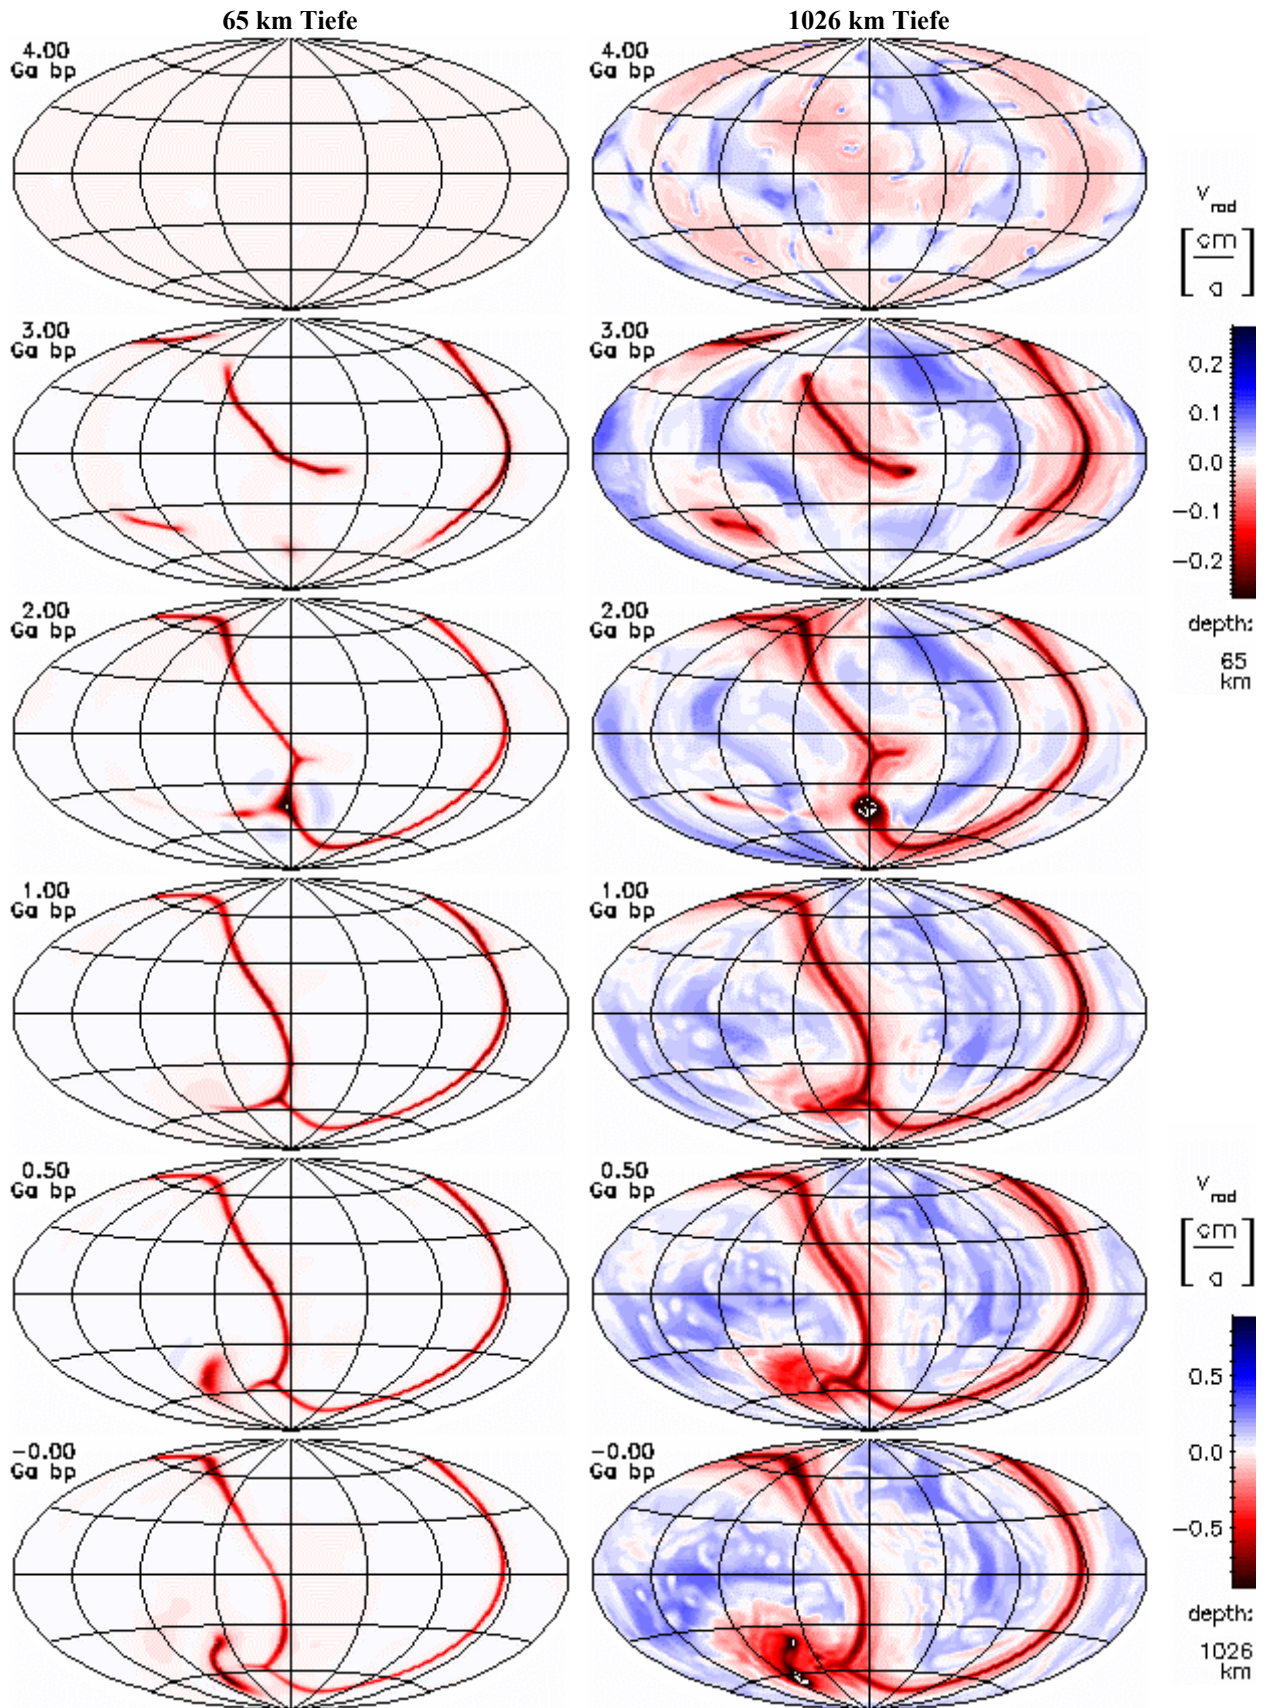 65 km Tiefe
1026 km Tiefe
4.00
Ga bp
4.00
Ga bp
v rad
[cm/a]
3.00
Ga bp
3.00
Ga bp
0.2
0.1
0.0
-0.1
-0.2
depth:
65
km
2.00
Ga bp
2.00
Ga bp
1.00
Ga bp
1.00
Ga bp
0.50
Ga bp
0.50
Ga bp
v rad
[cm/a]
0.5
0.0
-0.5
depth:
1026
km
-0.00
Ga bp
-0.00
Ga bp